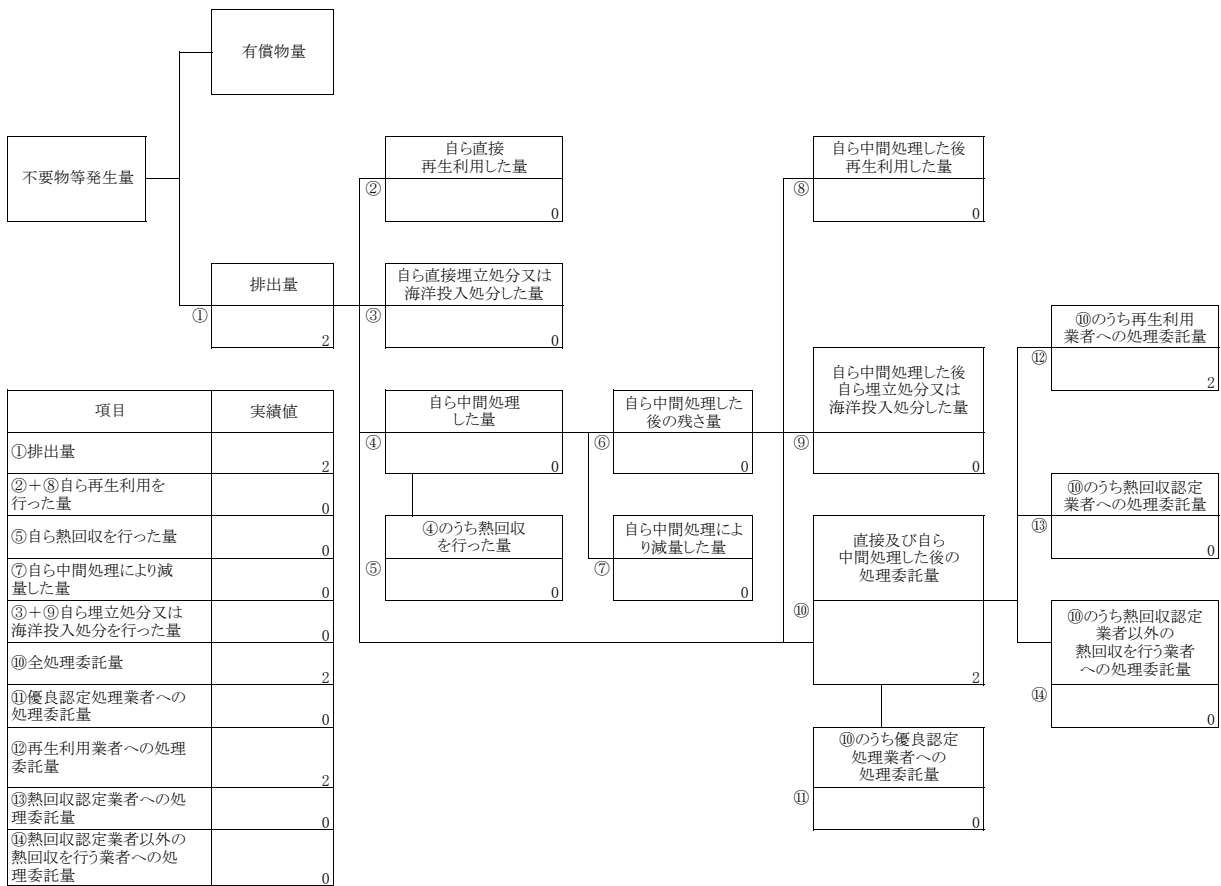 有償物量
不要物等発生量
排出量
①
2
自ら直接
再生利用した量
②
0
自ら直接埋立処分又は
海洋投入処分した量
③
0
自ら中間処理
した量
④
0
④のうち熱回収
を行った量
⑤
0
自ら中間処理した
後の残さ量
⑥
0
自ら中間処理によ
り減量した量
⑦
0
自ら中間処理した後
再生利用した量
⑧
0
自ら中間処理した後
自ら埋立処分又は
海洋投入処分した量
⑨
0
直接及び自ら
中間処理した後の
処理委託量
⑩
2
⑩のうち優良認定
処理業者への
処理委託量
⑪
0
⑩のうち再生利用
業者への処理委託量
⑫
2
⑩のうち熱回収認定
業者への処理委託量
⑬
0
⑩のうち熱回収認定
業者以外の
熱回収を行う業者
への処理委託量
⑭
0
項目 実績値
①排出量
2
②+⑧自ら再生利用を
行った量
0
⑤自ら熱回収を行った量
0
⑦自ら中間処理により減
量した量
0
③+⑨自ら埋立処分又は
海洋投入処分を行った量
0
⑩全処理委託量
2
⑪優良認定処理業者への
処理委託量
0
⑫再生利用業者への処理
委託量
2
⑬熱回収認定業者への処
理委託量
0
⑭熱回収認定業者以外の
熱回収を行う業者への処
理委託量
0